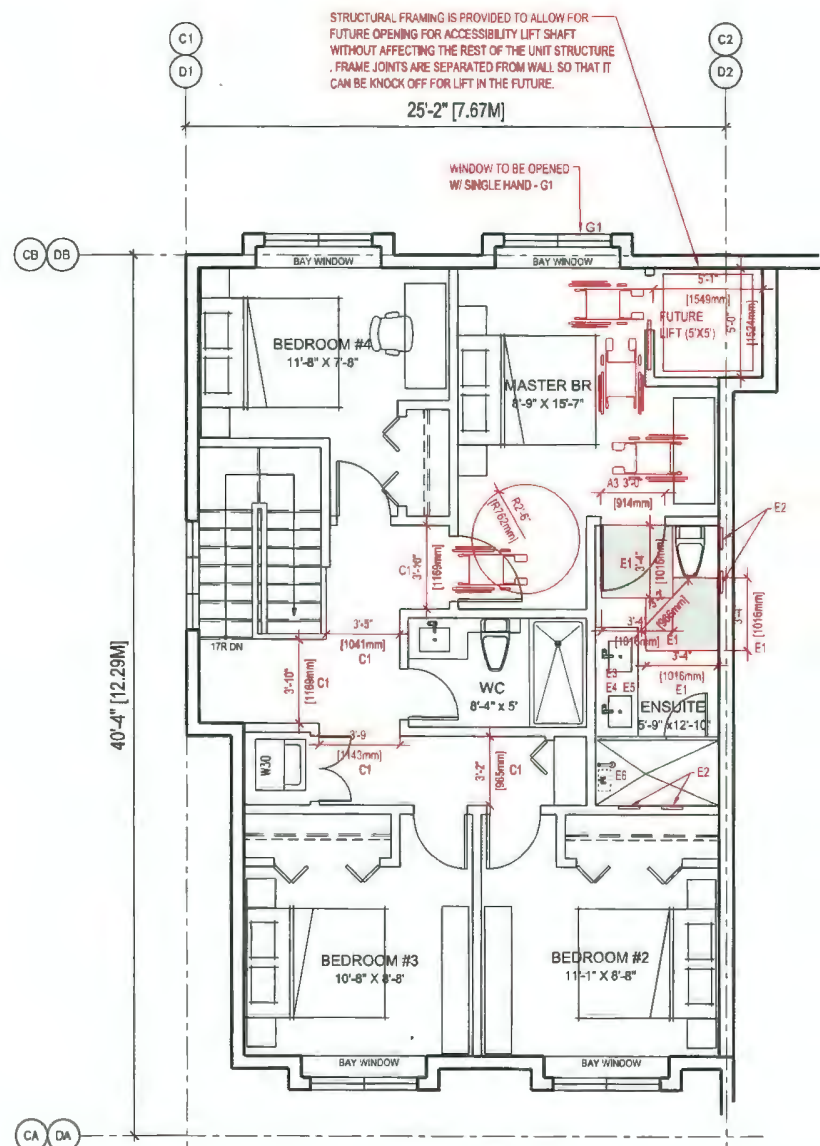 STRUCTURAL FRAMING IS PROVIDED TO ALLOW FOR
FUTURE OPENING FOR ACCESSIBILITY LIFT SHAFT
WITHOUT AFFECTING THE REST OF THE UNIT STRUCTURE
. FRAME JOINTS ARE SEPARATED FROM WALL SO THAT IT
CAN BE KNOCK OFF FOR LIFT IN THE FUTURE.
C1
D1
C2
D2
25'-2" [7.67M]
WINDOW TO BE OPENED
W/ SINGLE HAND - G1
G1
CB
DB
BAY WINDOW
BAY WINDOW
5'-1"
[1549mm]
5'-0"
[1524mm]
FUTURE
LIFT (5'X5')
BEDROOM #4
11'-8" X 7'-8"
MASTER BR
8'-9" X 15'-7"
A3 3'-0"
[914mm]
R2'-6"
[R762mm]
E2
E1
3'-4"
[1016mm]
C1
3'-10"
[1169mm]
3'-4"
[1016mm]
E1
3'-4"
[1016mm]
E1
3'-4"
[1016mm]
E1
3'-5"
[1041mm]
C1
17R DN
3'-10"
[1169mm]
C1
WC
8'-4" x 5'
E3
E4
E5
ENSUITE
5'-9" x12'-10"
40'-4" [12.29M]
3'-9
[1143mm]
C1
3'-2"
[965mm]
C1
W30
E6
E2
BEDROOM #3
10'-8" X 8'-8'
BEDROOM #2
11'-1" X 8'-8"
BAY WINDOW
BAY WINDOW
CA
DA